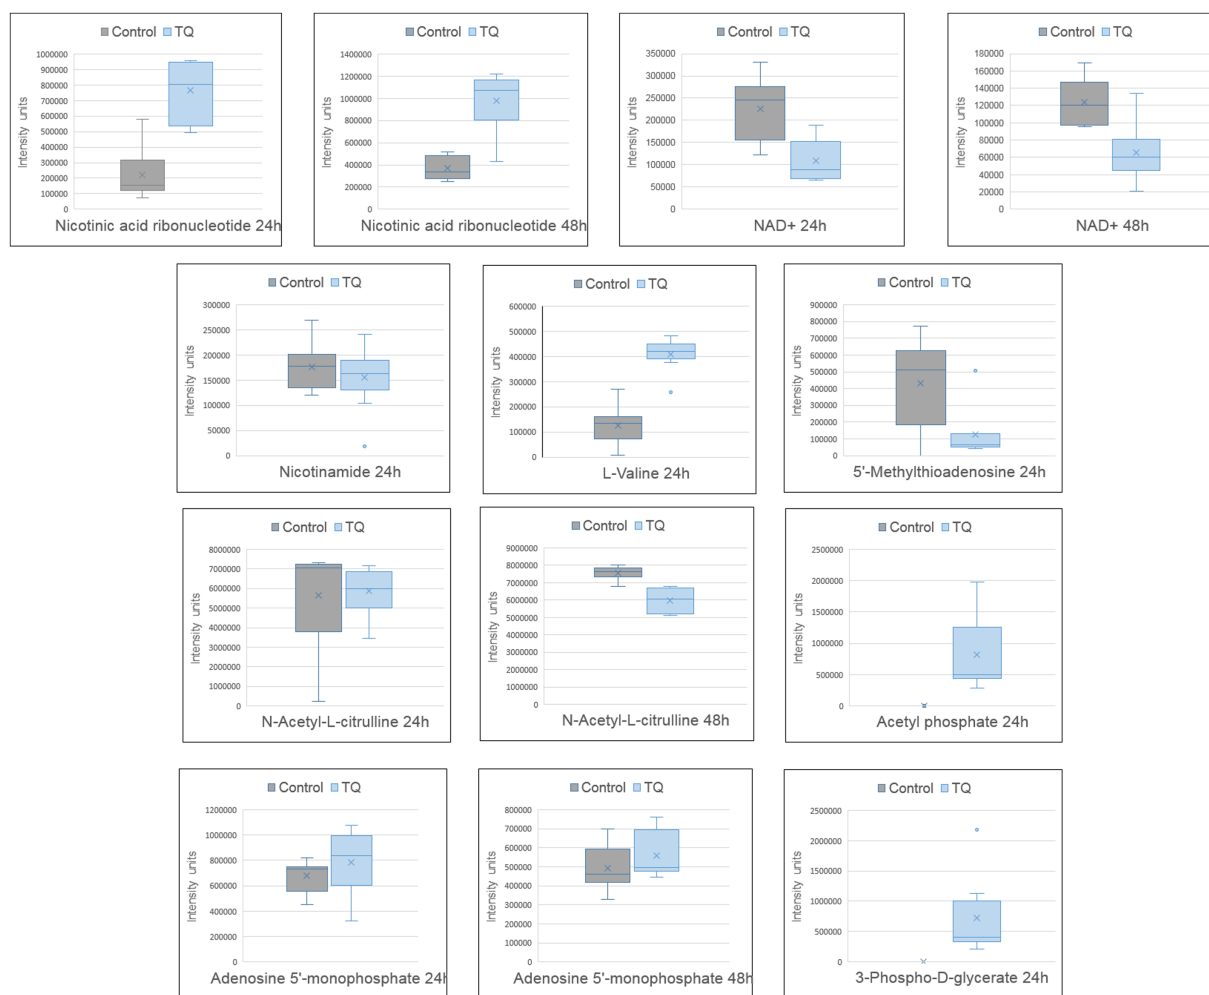 Control TQ
Intensity units
1000000
900000
800000
700000
600000
500000
400000
300000
200000
100000
0
Nicotinic acid ribonucleotide 24h
Control TQ
Intensity units
1400000
1200000
1000000
800000
600000
400000
200000
0
Nicotinic acid ribonucleotide 48h
Control TQ
Intensity units
350000
300000
250000
200000
150000
100000
50000
0
NAD+ 24h
Control TQ
Intensity units
180000
160000
140000
120000
100000
80000
60000
40000
20000
0
NAD+ 48h
Control TQ
Intensity units
300000
250000
200000
150000
100000
50000
0
Nicotinamide 24h
Control TQ
Intensity units
600000
500000
400000
300000
200000
100000
0
L-Valine 24h
Control TQ
Intensity units
900000
800000
700000
600000
500000
400000
300000
200000
100000
0
5'-Methylthioadenosine 24h
Control TQ
Intensity units
8000000
7000000
6000000
5000000
4000000
3000000
2000000
1000000
0
N-Acetyl-L-citrulline 24h
Control TQ
Intensity units
9000000
8000000
7000000
6000000
5000000
4000000
3000000
2000000
1000000
0
N-Acetyl-L-citrulline 48h
Control TQ
Intensity units
2500000
2000000
1500000
1000000
500000
0
Acetyl phosphate 24h
Control TQ
Intensity units
1200000
1000000
800000
600000
400000
200000
0
Adenosine 5'-monophosphate 24h
Control TQ
Intensity units
800000
700000
600000
500000
400000
300000
200000
100000
0
Adenosine 5'-monophosphate 48h
Control TQ
Intensity units
2500000
2000000
1500000
1000000
500000
0
3-Phospho-D-glycerate 24h